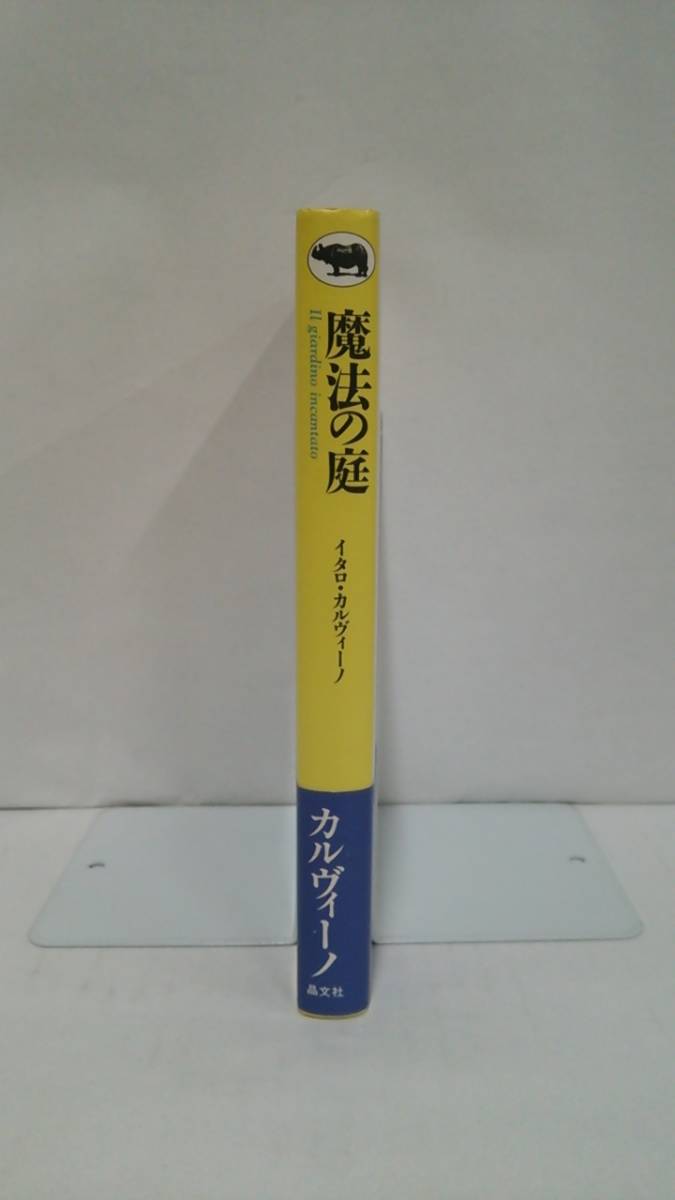 魔法の庭
Il giardino incantato
イタロ・カルヴィーノ
カルヴィーノ
晶文社